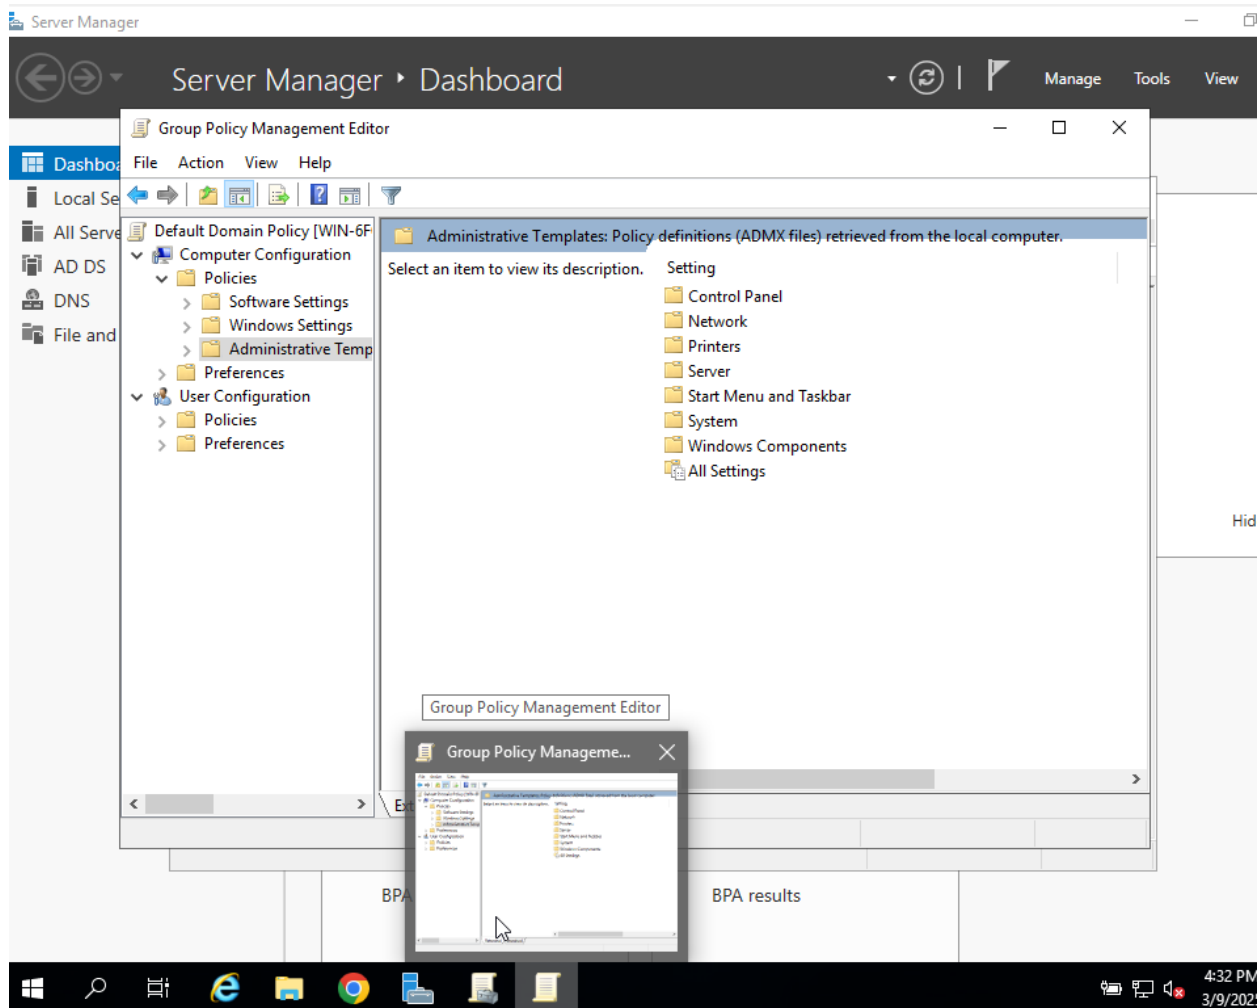 Server Manager
Server Manager • Dashboard
Manage Tools View
Group Policy Management Editor
File Action View Help
Dashboa
Local Se
All Serve
AD DS
DNS
File and
Default Domain Policy [WIN-6F
Computer Configuration
Policies
Software Settings
Windows Settings
Administrative Temp
Preferences
User Configuration
Policies
Preferences
Administrative Templates: Policy definitions (ADMX files) retrieved from the local computer.
Select an item to view its description.
Setting
Control Panel
Network
Printers
Server
Start Menu and Taskbar
System
Windows Components
All Settings
Hid
Group Policy Management Editor
Group Policy Manageme...
Ext
BPA
BPA results
4:32 PM
3/9/202